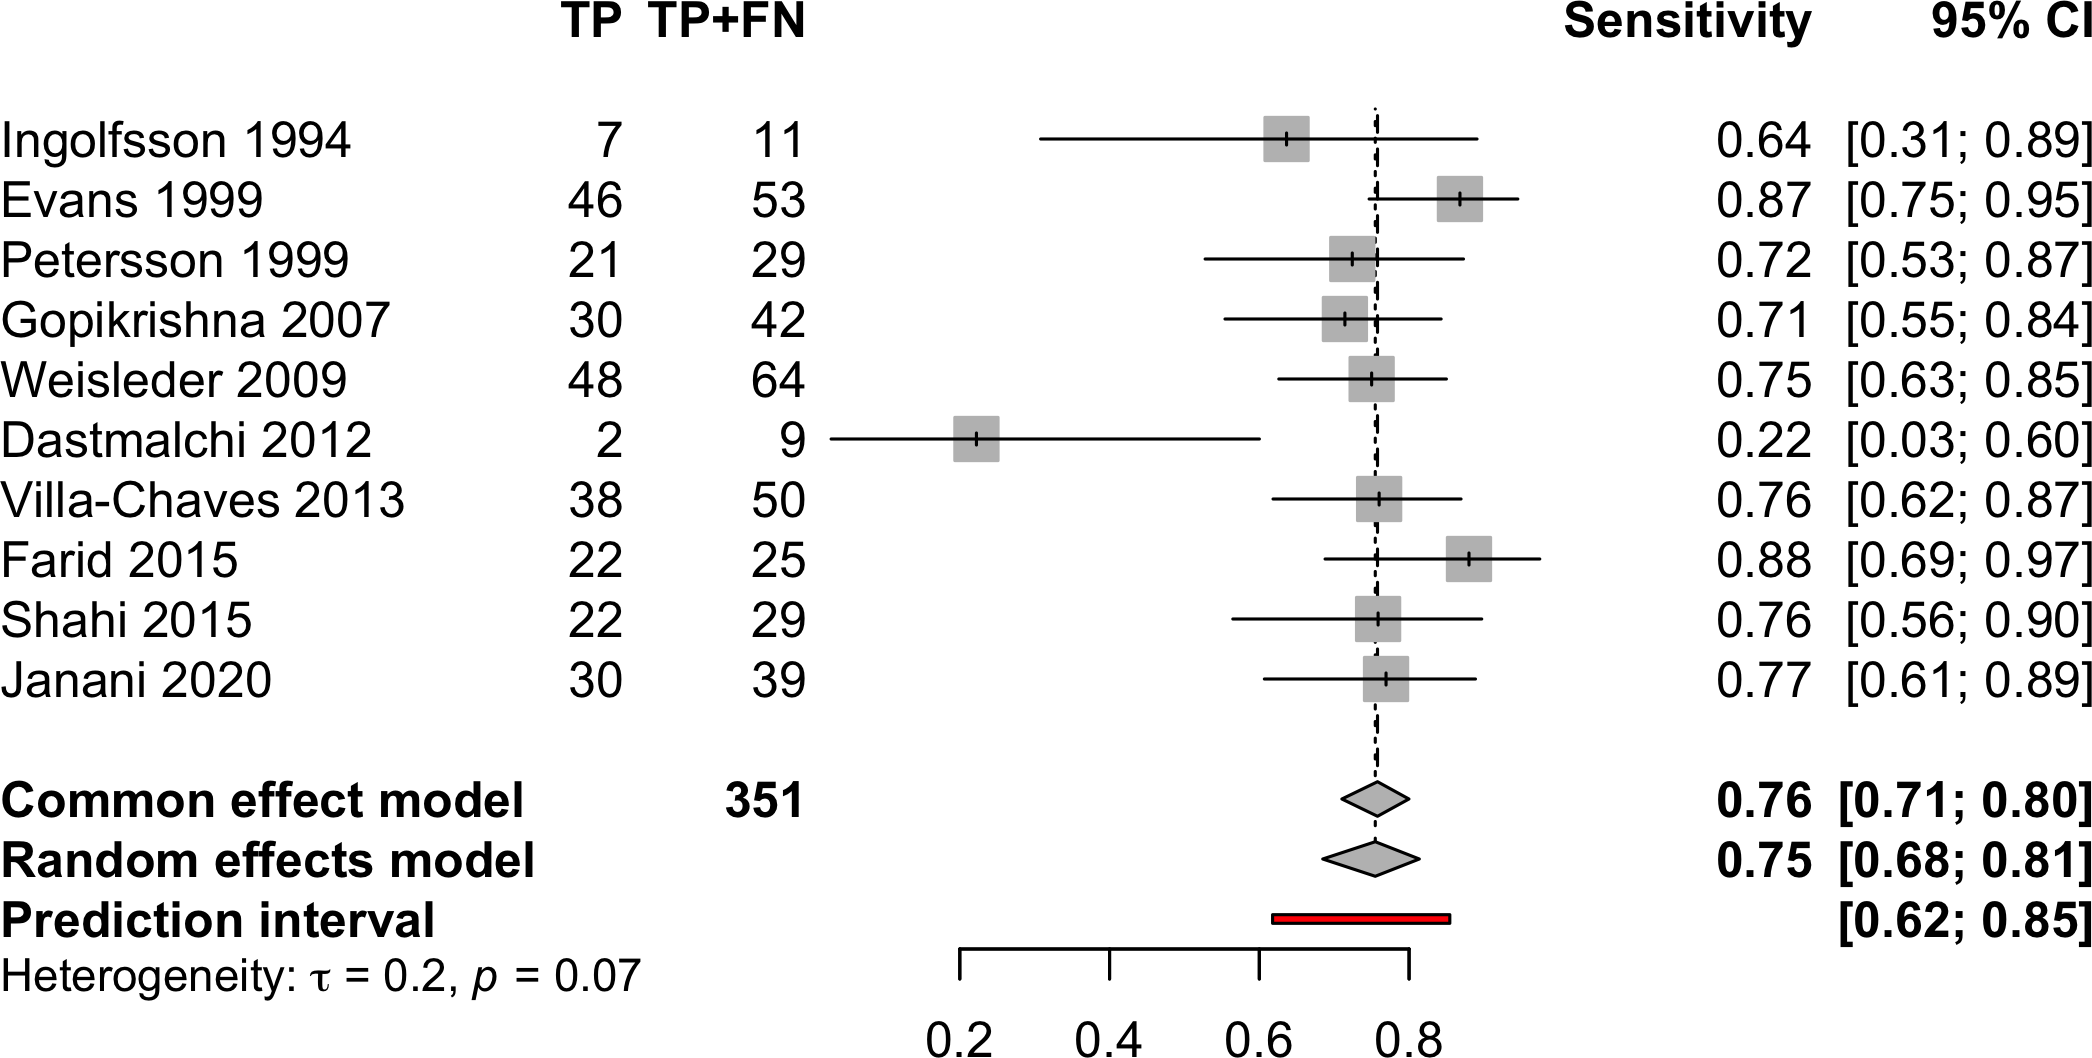 TP TP+FN Sensitivity 95% CI
Ingolfsson 1994 7 11 0.64 [0.31; 0.89]
Evans 1999 46 53 0.87 [0.75; 0.95]
Petersson 1999 21 29 0.72 [0.53; 0.87]
Gopikrishna 2007 30 42 0.71 [0.55; 0.84]
Weisleder 2009 48 64 0.75 [0.63; 0.85]
Dastmalchi 2012 2 9 0.22 [0.03; 0.60]
Villa-Chaves 2013 38 50 0.76 [0.62; 0.87]
Farid 2015 22 25 0.88 [0.69; 0.97]
Shahi 2015 22 29 0.76 [0.56; 0.90]
Janani 2020 30 39 0.77 [0.61; 0.89]
Common effect model 351 0.76 [0.71; 0.80]
Random effects model 0.75 [0.68; 0.81]
Prediction interval [0.62; 0.85]
Heterogeneity: τ = 0.2, p = 0.07
0.2 0.4 0.6 0.8